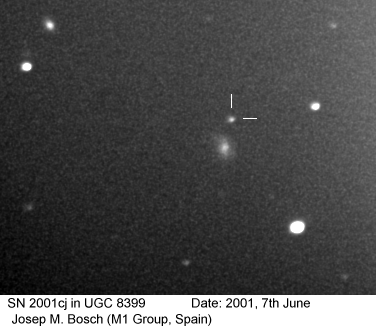 SN 2001cj in UGC 8399 Date: 2001, 7th June
Josep M. Bosch (M1 Group, Spain)